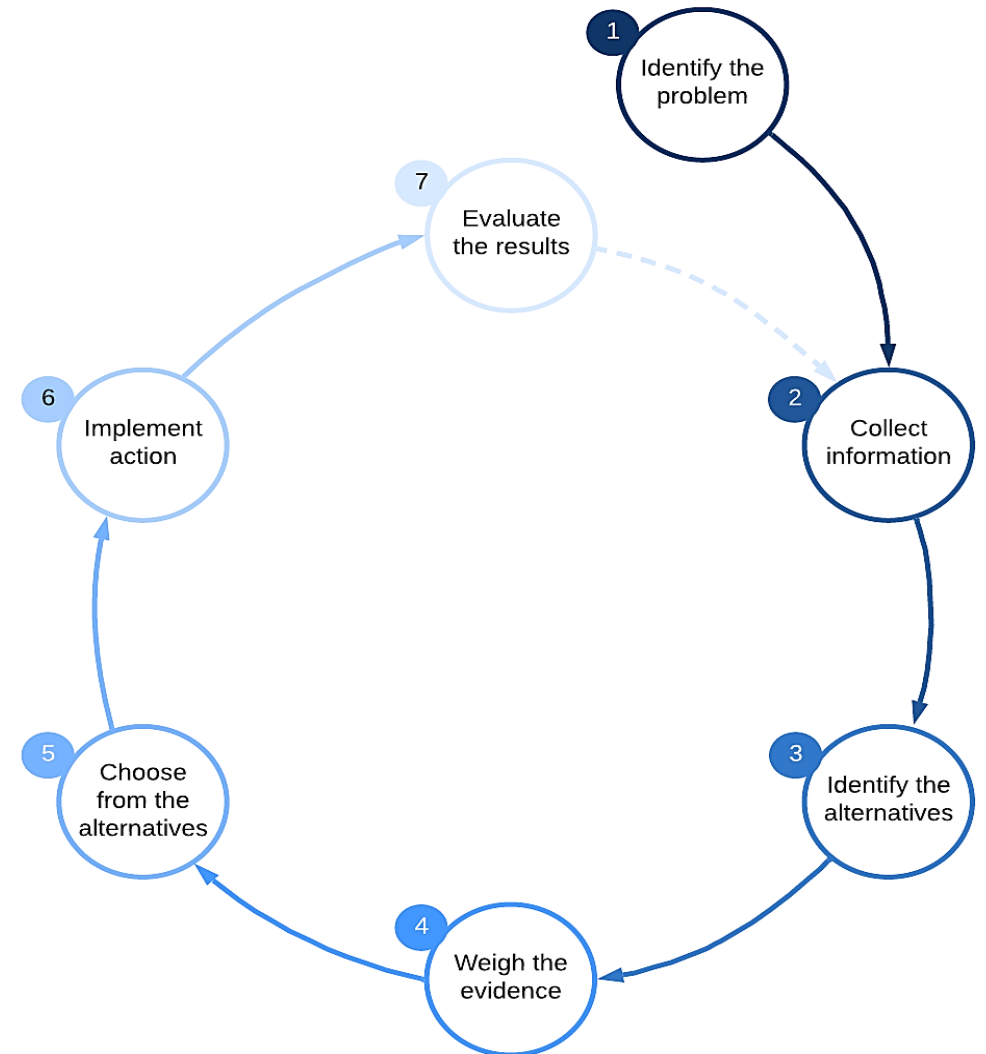 1
Identify the
problem
2
Collect
information
3
Identify the
alternatives
4
Weigh the
evidence
5
Choose
from the
alternatives
6
Implement
action
7
Evaluate
the results